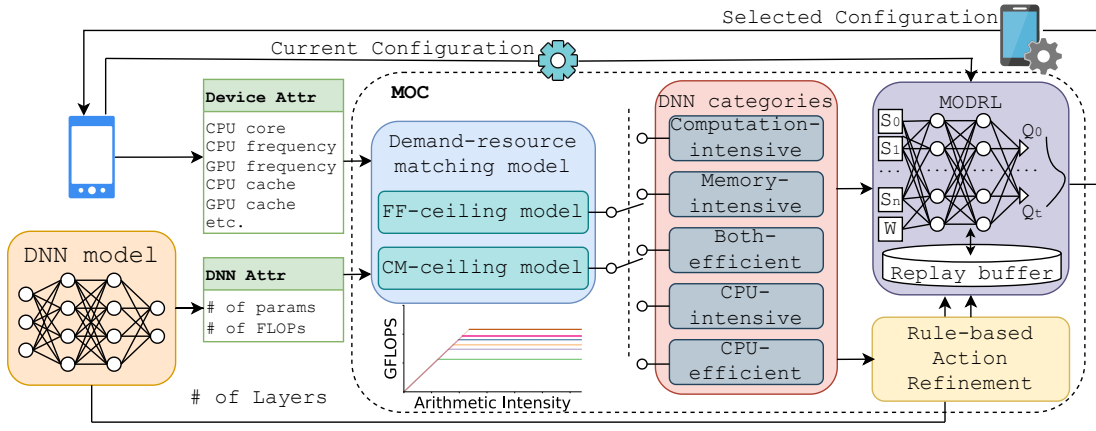 Selected Configuration
Current Configuration
MOC
Device Attr
CPU core
CPU frequency
GPU frequency
CPU cache
GPU cache
etc.
DNN model
DNN Attr
# of params
# of FLOPs
# of Layers
Demand-resource
matching model
FF-ceiling model
CM-ceiling model
GFLOPS
Arithmetic Intensity
DNN categories
Computation-
intensive
Memory-
intensive
Both-
efficient
CPU-
intensive
CPU-
efficient
MODRL
S0
S1
...
Sn
W
.....
Q0
...
Qt
Replay buffer
Rule-based
Action
Refinement